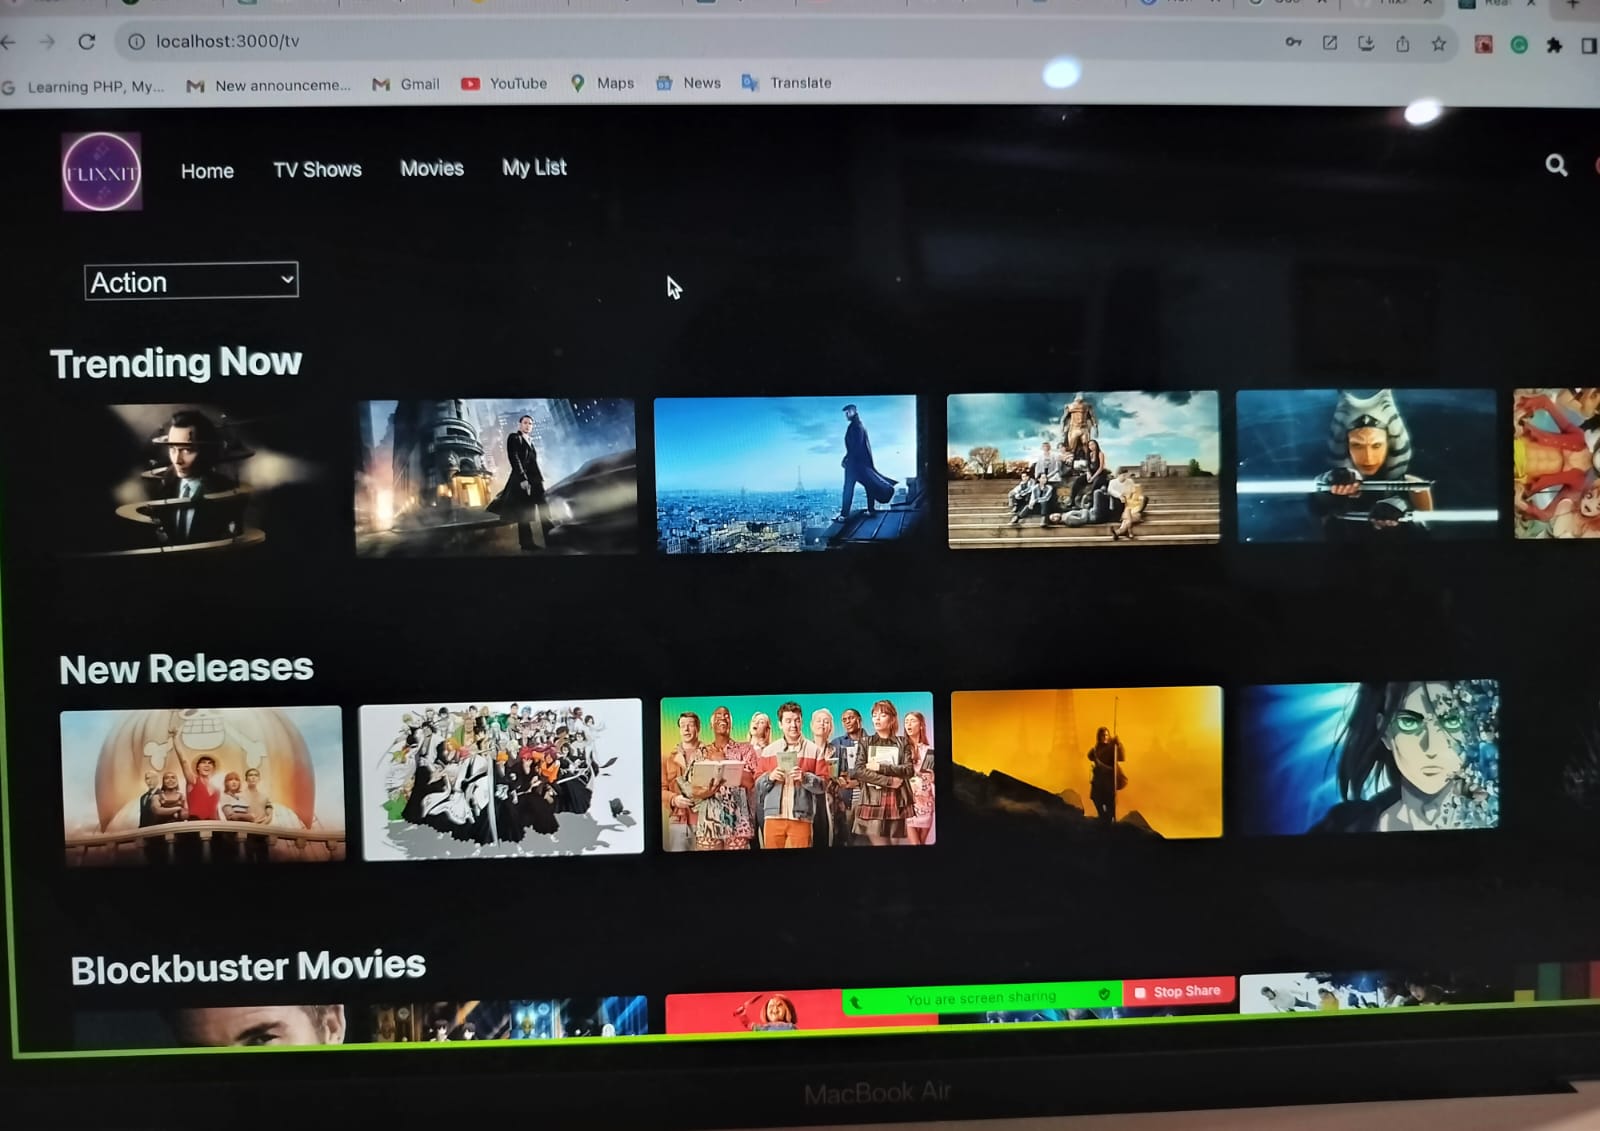 localhost:3000/tv
Learning PHP, My... New announceme... Gmail YouTube Maps News Translate
FLIXXIT Home TV Shows Movies My List
Action
Trending Now
New Releases
Blockbuster Movies
You are screen sharing Stop Share
MacBook Air